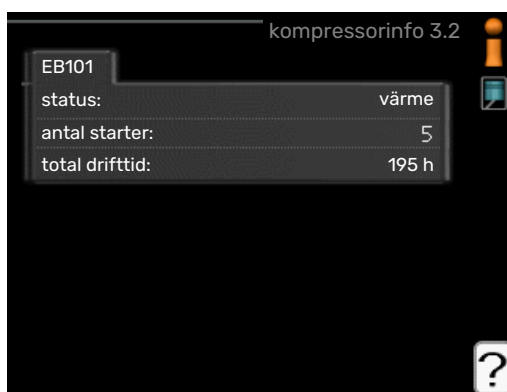 kompressorinfo 3.2
EB101
status: värme
antal starter: 5
total drifttid: 195 h
?